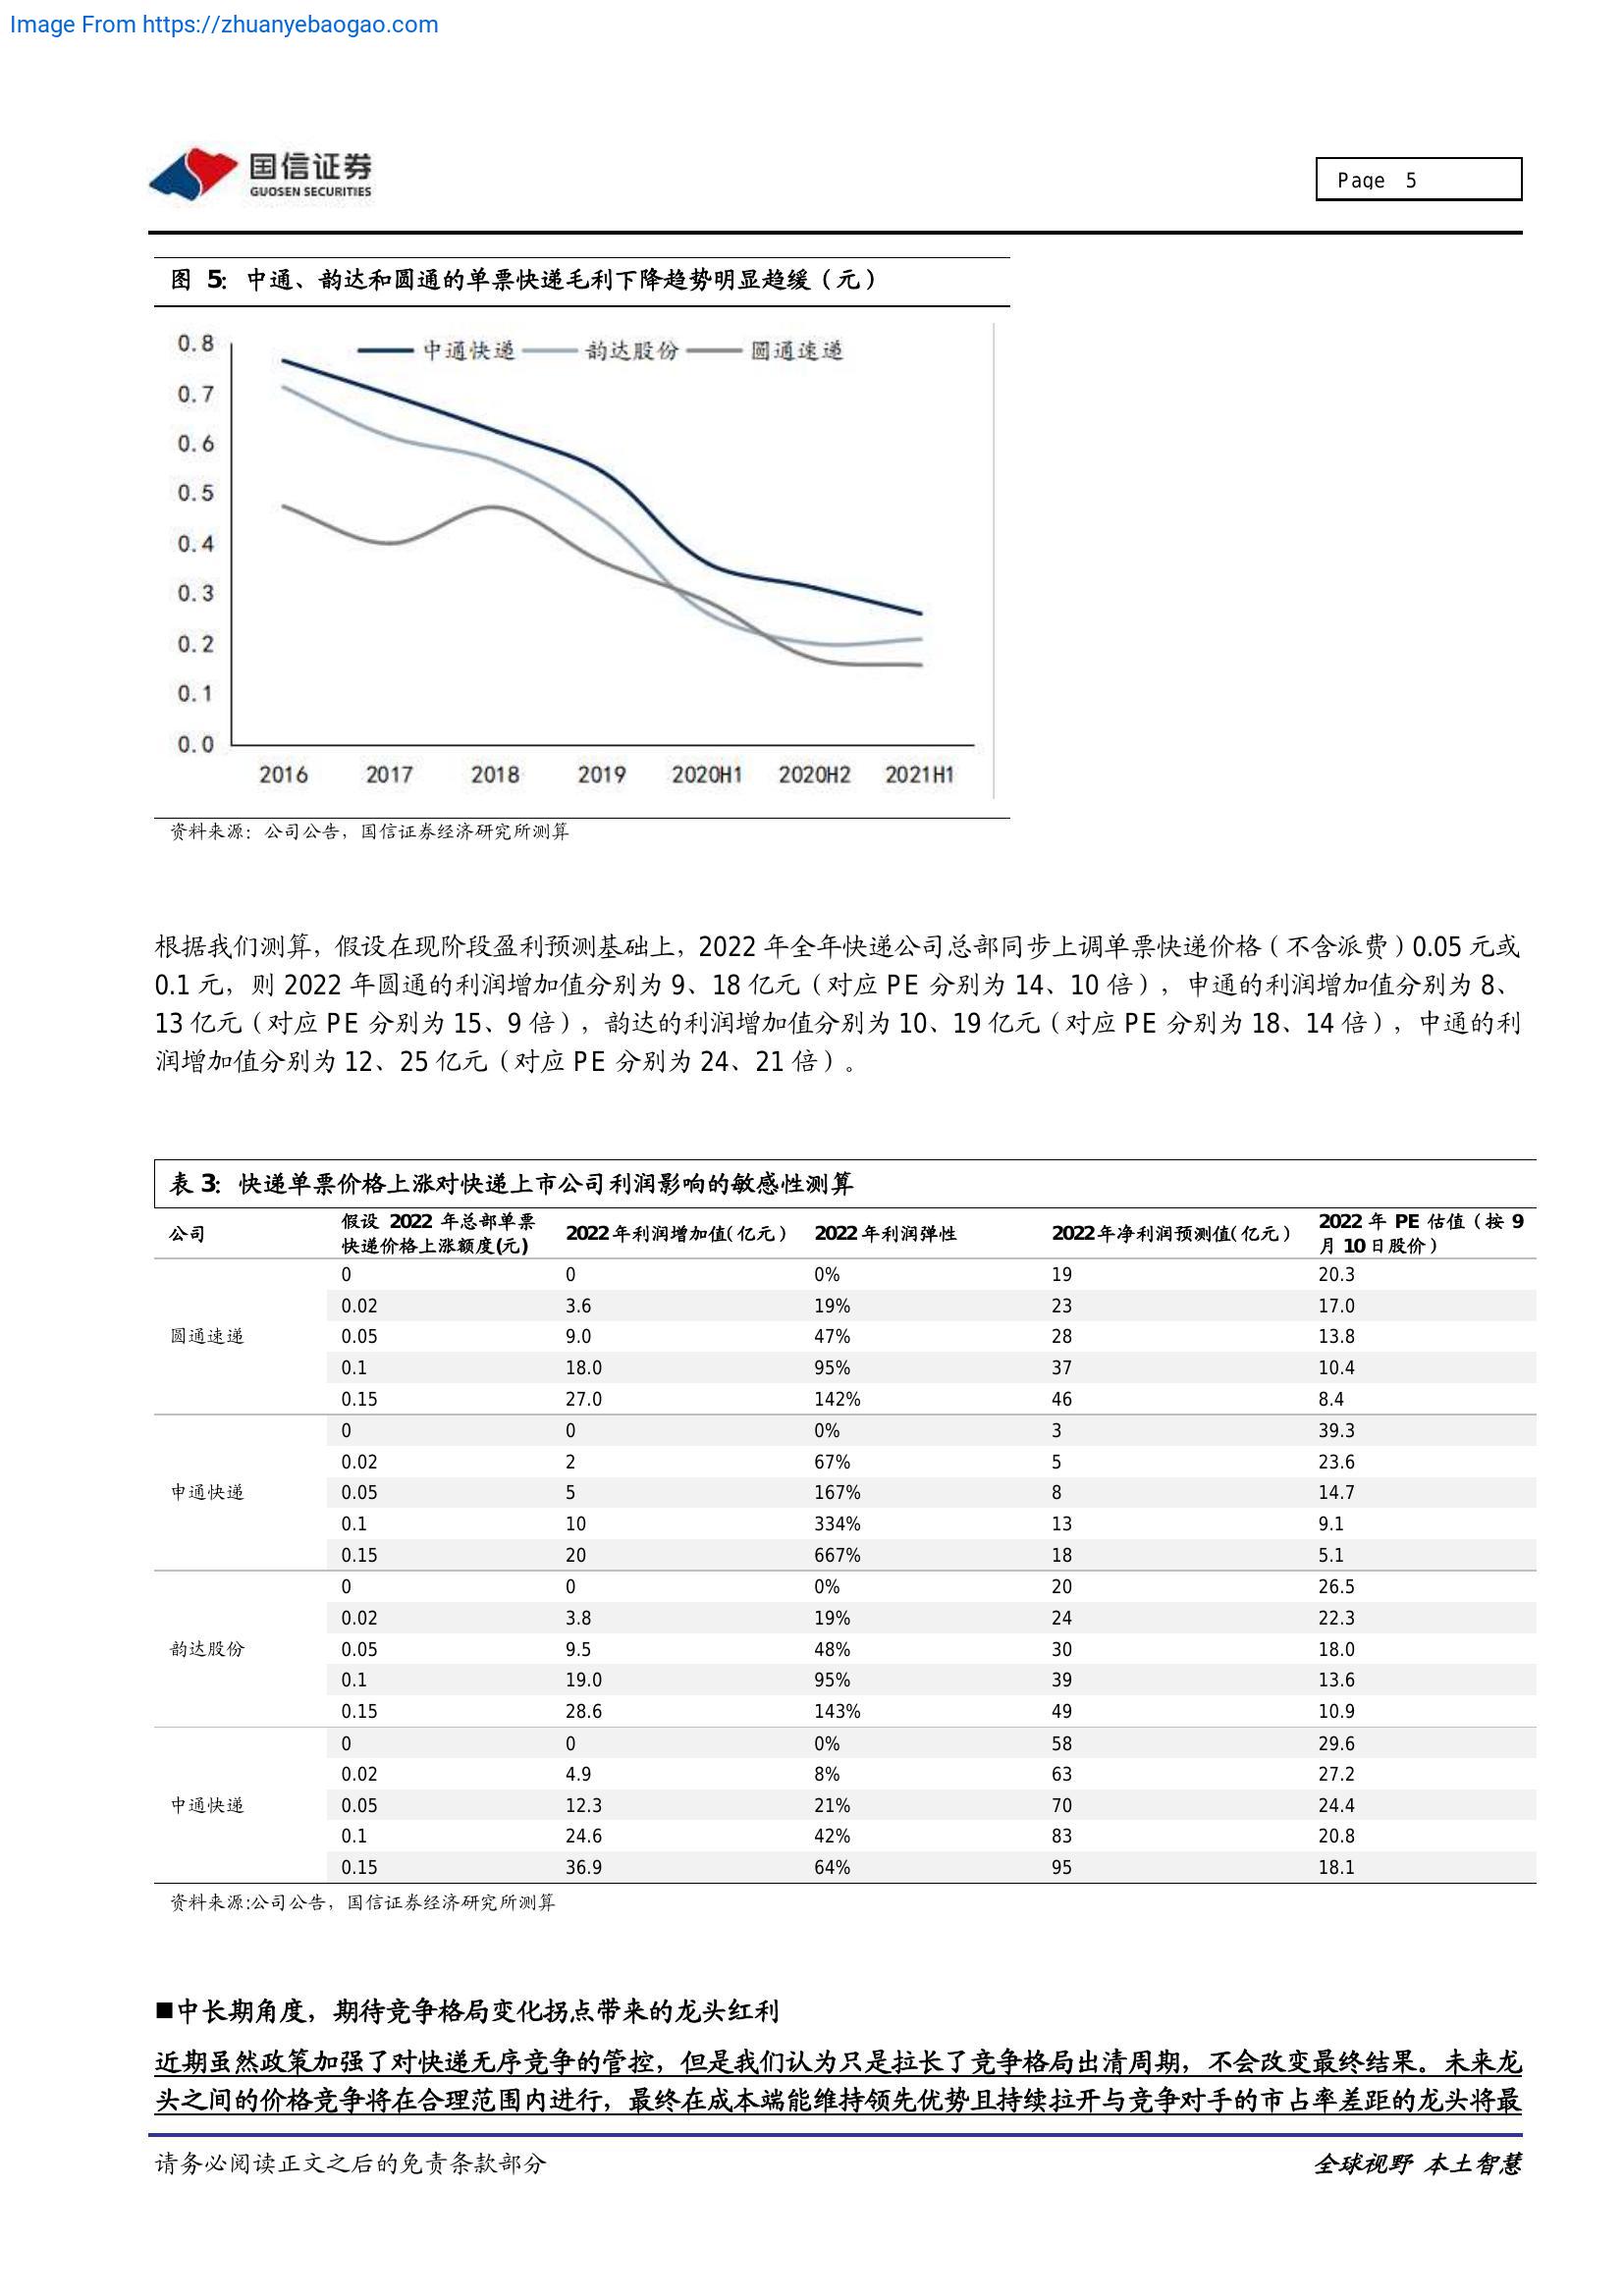 Image From https://zhuanyebaogao.com
国信证券
GUOSEN SECURITIES
Page 5
图 5：中通、韵达和圆通的单票快递毛利下降趋势明显趋缓（元）
中通快递 韵达股份 圆通速递
0.8
0.7
0.6
0.5
0.4
0.3
0.2
0.1
0.0
2016 2017 2018 2019 2020H1 2020H2 2021H1
资料来源：公司公告，国信证券经济研究所测算
根据我们测算，假设在现阶段盈利预测基础上，2022 年全年快递公司总部同步上调单票快递价格（不含派费）0.05 元或
0.1 元，则 2022 年圆通的利润增加值分别为 9、18 亿元（对应 PE 分别为 14、10 倍），申通的利润增加值分别为 8、
13 亿元（对应 PE 分别为 15、9 倍），韵达的利润增加值分别为 10、19 亿元（对应 PE 分别为 18、14 倍），中通的利
润增加值分别为 12、25 亿元（对应 PE 分别为 24、21 倍）。
表 3：快递单票价格上涨对快递上市公司利润影响的敏感性测算
公司 假设 2022 年总部单票快递价格上涨额度(元) 2022 年利润增加值(亿元) 2022 年利润弹性 2022 年净利润预测值(亿元) 2022 年 PE 估值（按 9 月 10 日股价）
0 0 0% 19 20.3
0.02 3.6 19% 23 17.0
圆通速递 0.05 9.0 47% 28 13.8
0.1 18.0 95% 37 10.4
0.15 27.0 142% 46 8.4
0 0 0% 3 39.3
0.02 2 67% 5 23.6
申通快递 0.05 5 167% 8 14.7
0.1 10 334% 13 9.1
0.15 20 667% 18 5.1
0 0 0% 20 26.5
0.02 3.8 19% 24 22.3
韵达股份 0.05 9.5 48% 30 18.0
0.1 19.0 95% 39 13.6
0.15 28.6 143% 49 10.9
0 0 0% 58 29.6
0.02 4.9 8% 63 27.2
中通快递 0.05 12.3 21% 70 24.4
0.1 24.6 42% 83 20.8
0.15 36.9 64% 95 18.1
资料来源:公司公告，国信证券经济研究所测算
■中长期角度，期待竞争格局变化拐点带来的龙头红利
近期虽然政策加强了对快递无序竞争的管控，但是我们认为只是拉长了竞争格局出清周期，不会改变最终结果。未来龙
头之间的价格竞争将在合理范围内进行，最终在成本端能维持领先优势且持续拉开与竞争对手的市占率差距的龙头将最
请务必阅读正文之后的免责条款部分
全球视野 本土智慧